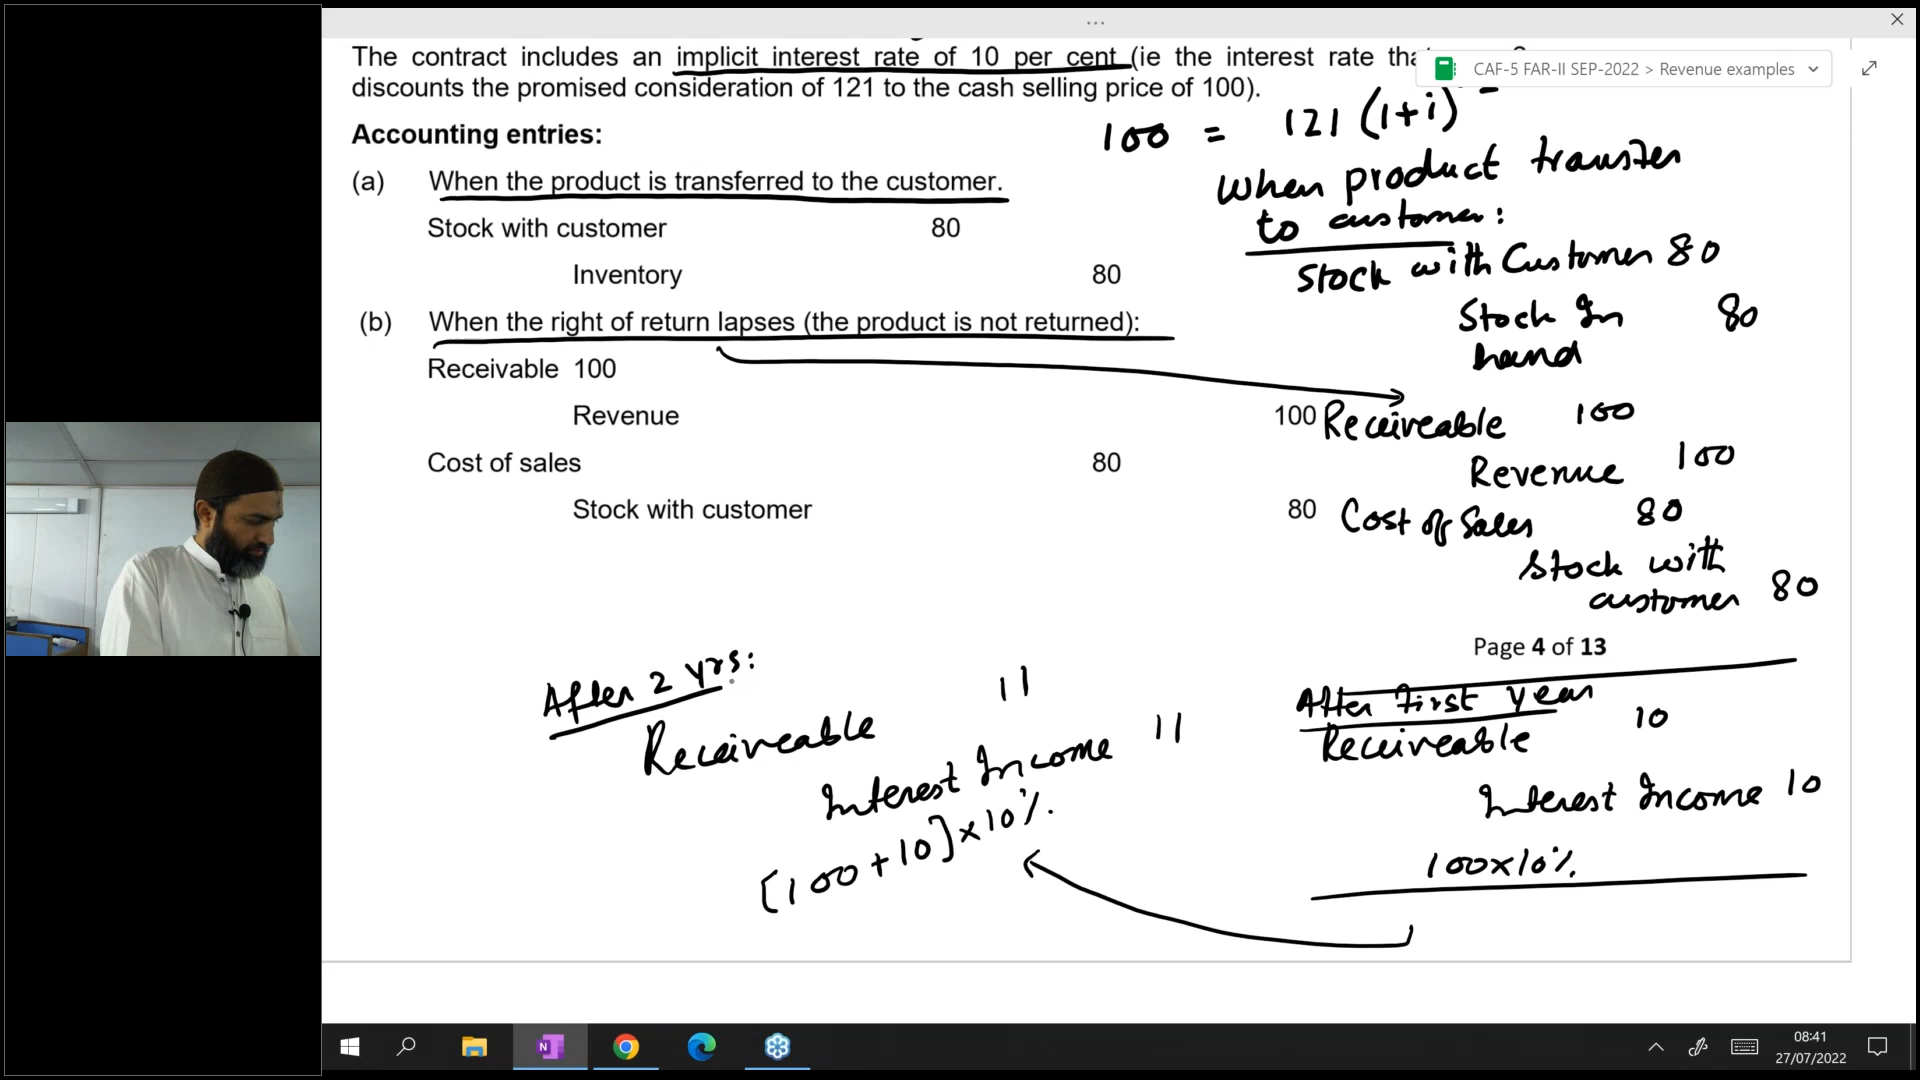 The contract includes an implicit interest rate of 10 per cent (ie the interest rate
discounts the promised consideration of 121 to the cash selling price of 100).
CAF-5 FAR-II SEP-2022 > Revenue examples
100 = 121 (1+i)
Accounting entries:
(a) When the product is transferred to the customer.
Stock with customer 80
Inventory 80
(b) When the right of return lapses (the product is not returned):
Receivable 100
Revenue 100
Cost of sales 80
Stock with customer 80
When product transfer
to customer:
Stock with Customer 80
Stock In 80
hand
Receiveable 100
Revenue 100
Cost of Sales 80
Stock with
customer 80
Page 4 of 13
After First year
Receiveable 10
Interest Income 10
100x10%
After 2 yrs:
Receiveable 11
Interest Income 11
[100+10]x10%.
08:41
27/07/2022